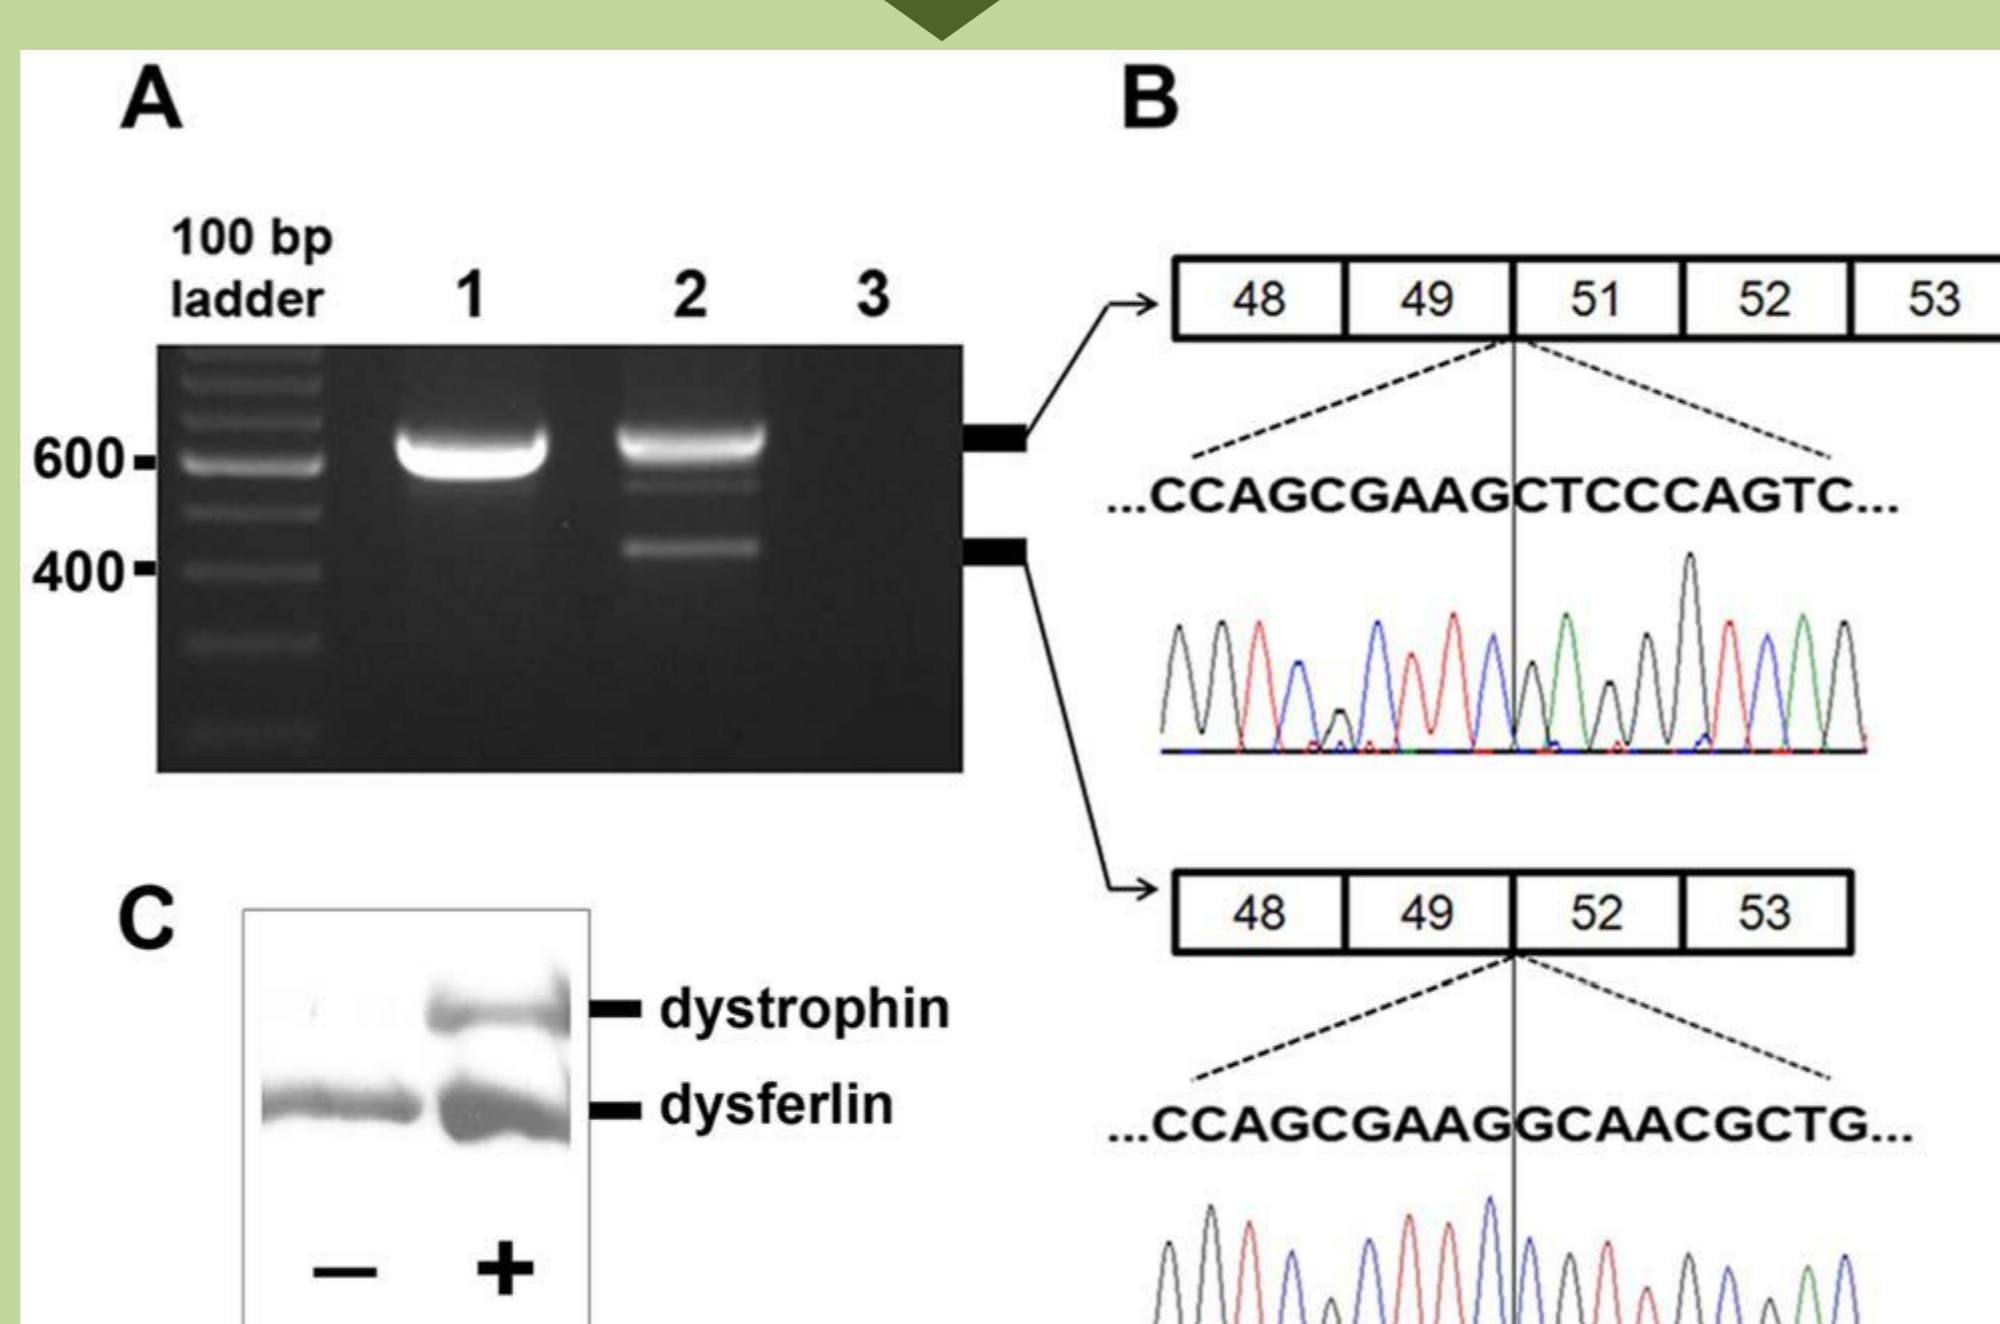 A
100 bp
ladder
1 2 3
600
400
B
48 49 51 52 53
...CCAGCGAAGCTCCCAGTC...
48 49 52 53
...CCAGCGAAGGCAACGCTG...
C
dystrophin
dysferlin
– +